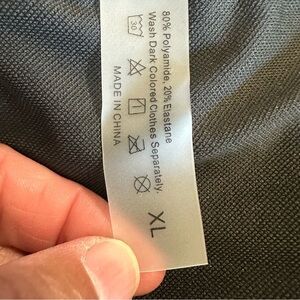 80% Polyamide, 20% Elastane
Wash Dark Colored Clothes Separately.
30
MADE IN CHINA
XL